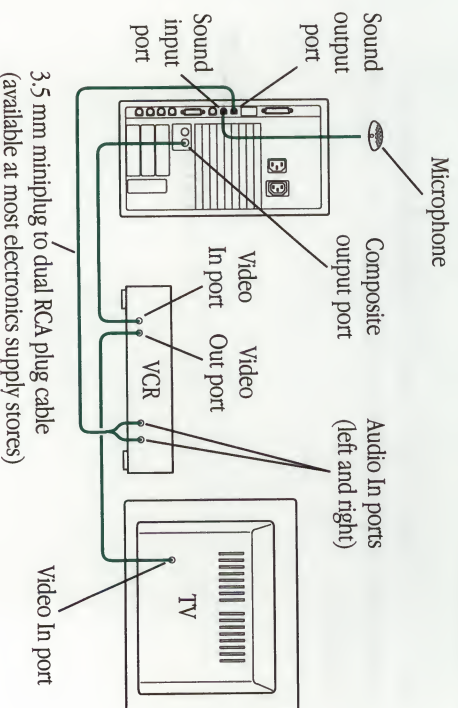 Microphone
Sound
output
port
Sound
input
port
Composite
output port
Video
In port
Video
Out port
VCR
Audio In ports
(left and right)
TV
Video In port
3.5 mm miniplug to dual RCA plug cable
(available at most electronics supply stores)